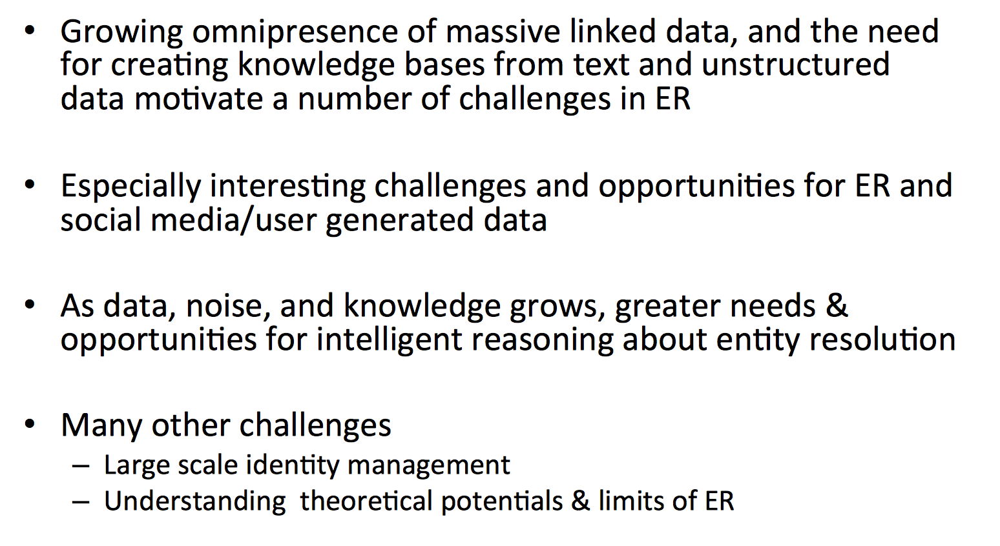 • Growing omnipresence of massive linked data, and the need
for creating knowledge bases from text and unstructured
data motivate a number of challenges in ER
• Especially interesting challenges and opportunities for ER and
social media/user generated data
• As data, noise, and knowledge grows, greater needs &
opportunities for intelligent reasoning about entity resolution
• Many other challenges
– Large scale identity management
– Understanding theoretical potentials & limits of ER